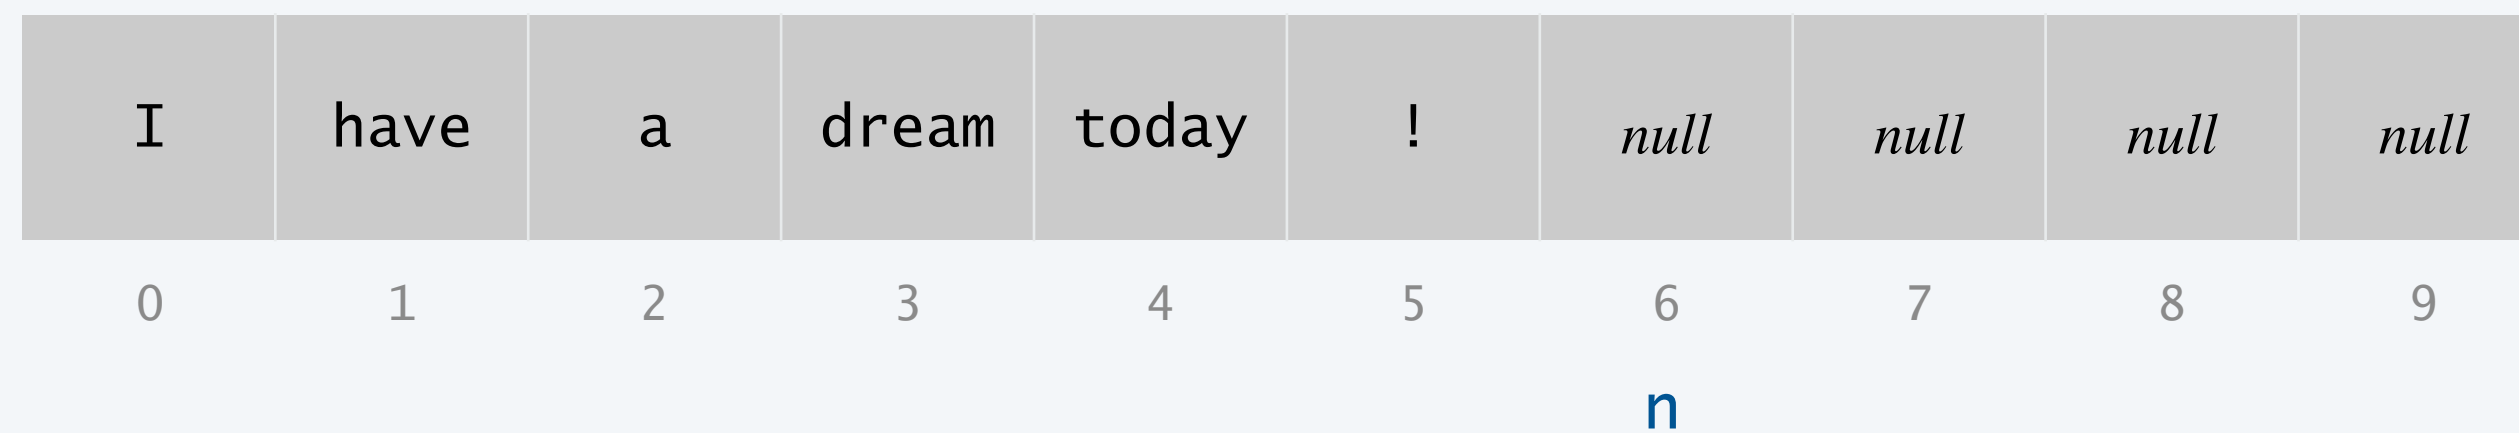 I have a dream today ! null null null null
0 1 2 3 4 5 6 7 8 9
n